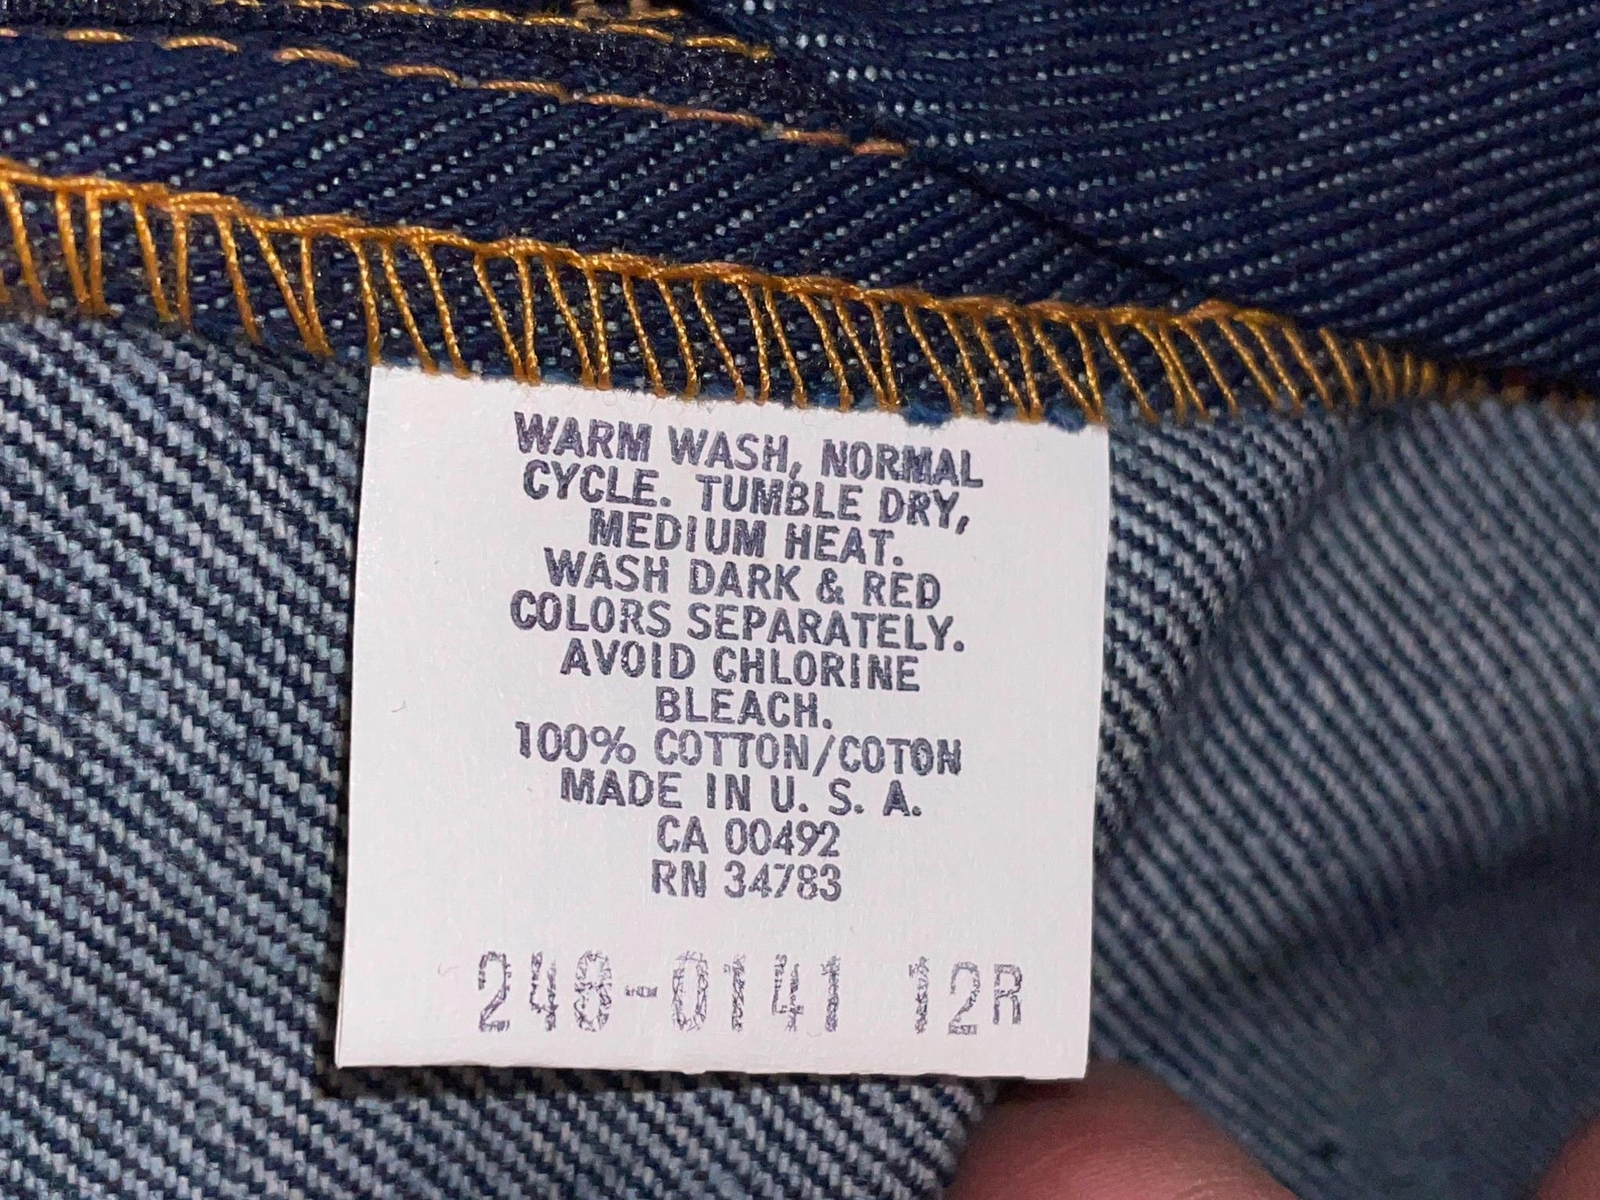 WARM WASH, NORMAL
CYCLE. TUMBLE DRY,
MEDIUM HEAT.
WASH DARK & RED
COLORS SEPARATELY.
AVOID CHLORINE
BLEACH.
100% COTTON/COTON
MADE IN U. S. A.
CA 00492
RN 34783
248-0141 12R